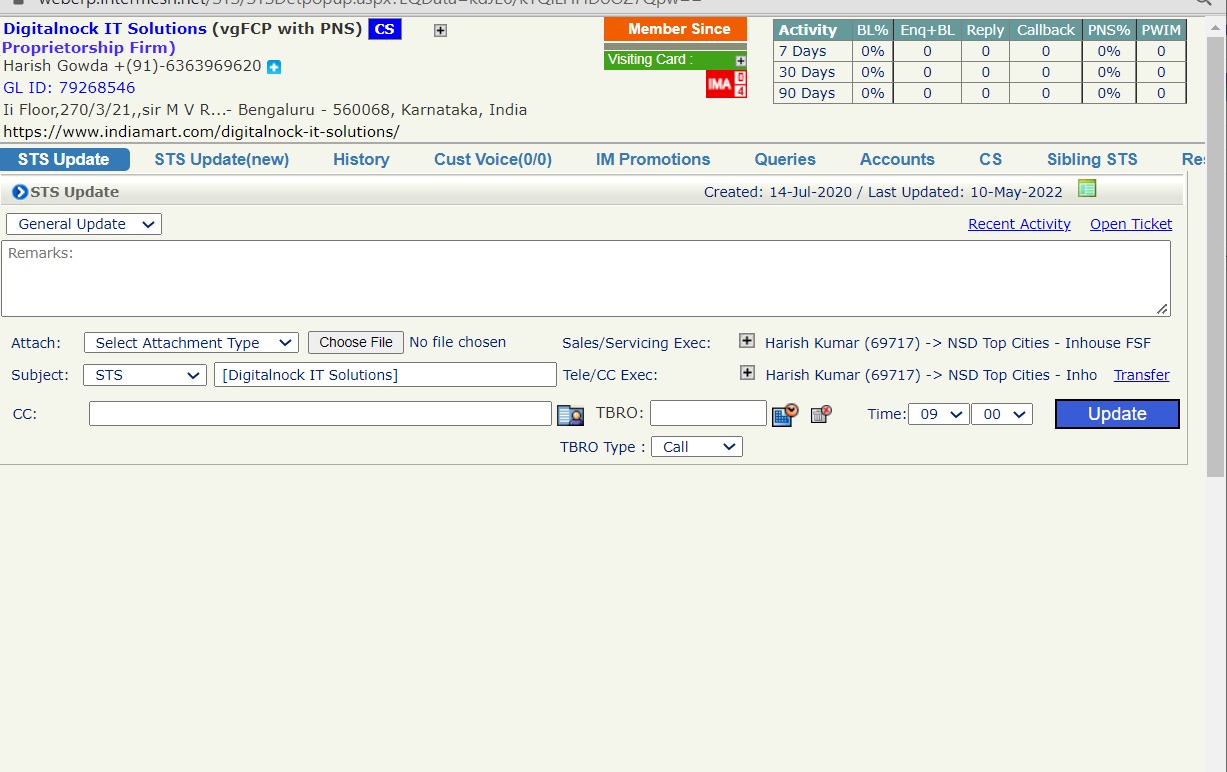 weberp.intermesh.net/STS/STSDetpopup.aspx?
Digitalnock IT Solutions (vgFCP with PNS) CS
Proprietorship Firm)
Harish Gowda +(91)-6363969620
GL ID: 79268546
Ii Floor,270/3/21,,sir M V R...- Bengaluru - 560068, Karnataka, India
https://www.indiamart.com/digitalnock-it-solutions/
Member Since
Visiting Card :
IMA 0 4
Activity BL% Enq+BL Reply Callback PNS% PWIM
7 Days 0% 0 0 0 0% 0
30 Days 0% 0 0 0 0% 0
90 Days 0% 0 0 0 0% 0
STS Update STS Update(new) History Cust Voice(0/0) IM Promotions Queries Accounts CS Sibling STS Res
STS Update Created: 14-Jul-2020 / Last Updated: 10-May-2022
General Update Recent Activity Open Ticket
Remarks:
Attach: Select Attachment Type Choose File No file chosen Sales/Servicing Exec: Harish Kumar (69717) -> NSD Top Cities - Inhouse FSF
Subject: STS [Digitalnock IT Solutions] Tele/CC Exec: Harish Kumar (69717) -> NSD Top Cities - Inho Transfer
CC: TBRO: Time: 09 00 Update
TBRO Type : Call